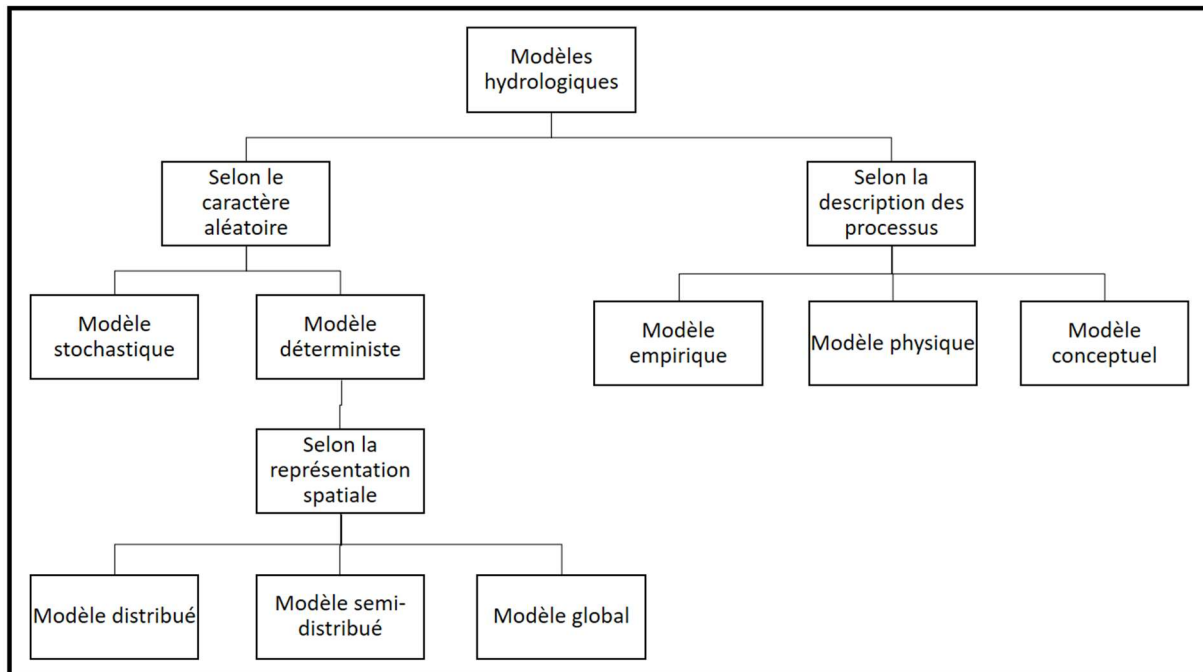 Modèles
hydrologiques
Selon le
caractère
aléatoire
Selon la
description des
processus
Modèle
stochastique
Modèle
déterministe
Modèle
empirique
Modèle physique
Modèle
conceptuel
Selon la
représentation
spatiale
Modèle distribué
Modèle semi-
distribué
Modèle global